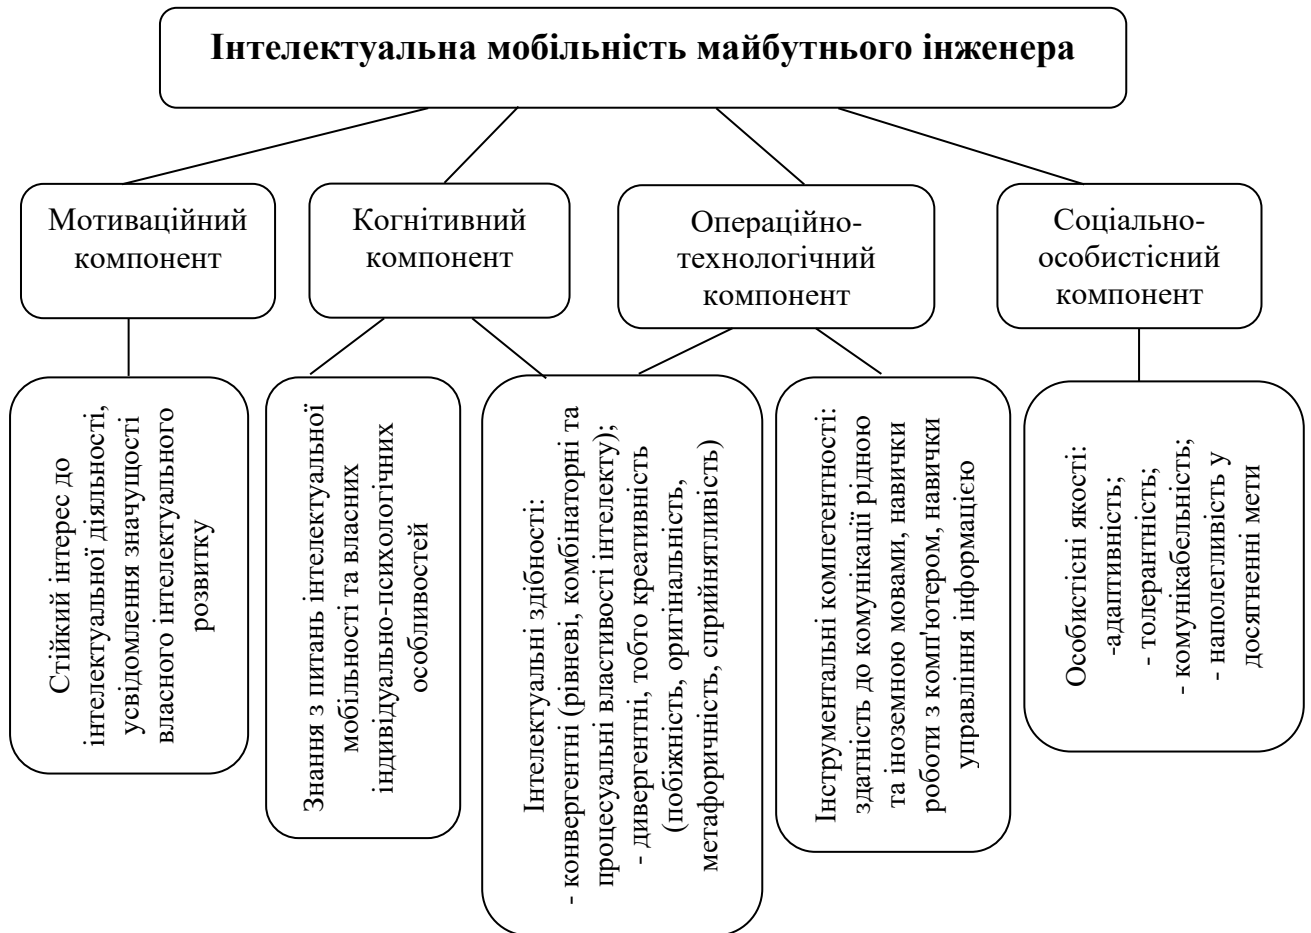 Інтелектуальна мобільність майбутнього інженера
Мотиваційний
компонент
Когнітивний
компонент
Операційно-
технологічний
компонент
Соціально-
особистісний
компонент
Стійкий інтерес до
інтелектуальної діяльності,
усвідомлення значущості
власного інтелектуального
розвитку
Знання з питань інтелектуальної
мобільності та власних
індивідуально-психологічних
особливостей
Інтелектуальні здібності:
- конвергентні (рівневі, комбінаторні та
процесуальні властивості інтелекту);
- дивергентні, тобто креативність
(побіжність, оригінальність,
метафоричність, сприйнятливість)
Інструментальні компетентності:
здатність до комунікації рідною
та іноземною мовами, навички
роботи з комп'ютером, навички
управління інформацією
Особистісні якості:
-адаптивність;
- толерантність;
- комунікабельність;
- наполегливість у
досягненні мети